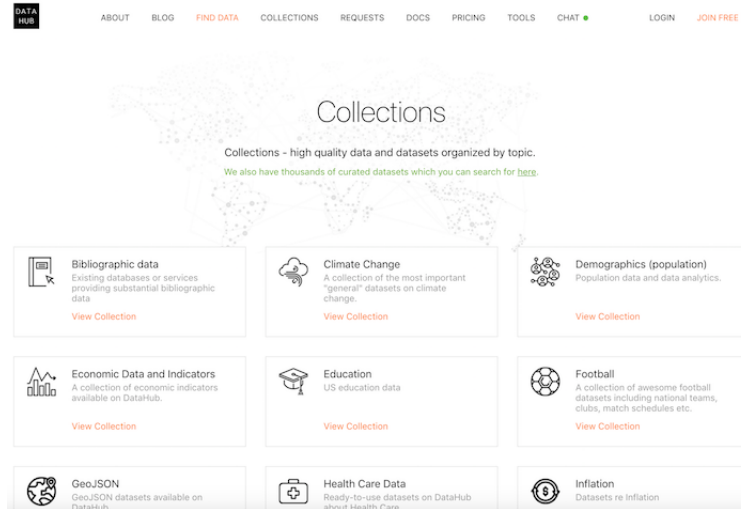 DATA
HUB
ABOUT BLOG FIND DATA COLLECTIONS REQUESTS DOCS PRICING TOOLS CHAT LOGIN JOIN FREE
Collections
Collections - high quality data and datasets organized by topic.
We also have thousands of curated datasets which you can search for here.
Bibliographic data
Existing databases or services
providing substantial bibliographic
data
View Collection
Climate Change
A collection of the most important
"general" datasets on climate
change.
View Collection
Demographics (population)
Population data and data analytics.
View Collection
Economic Data and Indicators
A collection of economic indicators
available on DataHub.
View Collection
Education
US education data
View Collection
Football
A collection of awesome football
datasets including national teams,
clubs, match schedules etc.
View Collection
GeoJSON
GeoJSON datasets available on
DataHub
Health Care Data
Ready-to-use datasets on DataHub
about Health Care
Inflation
Datasets re Inflation